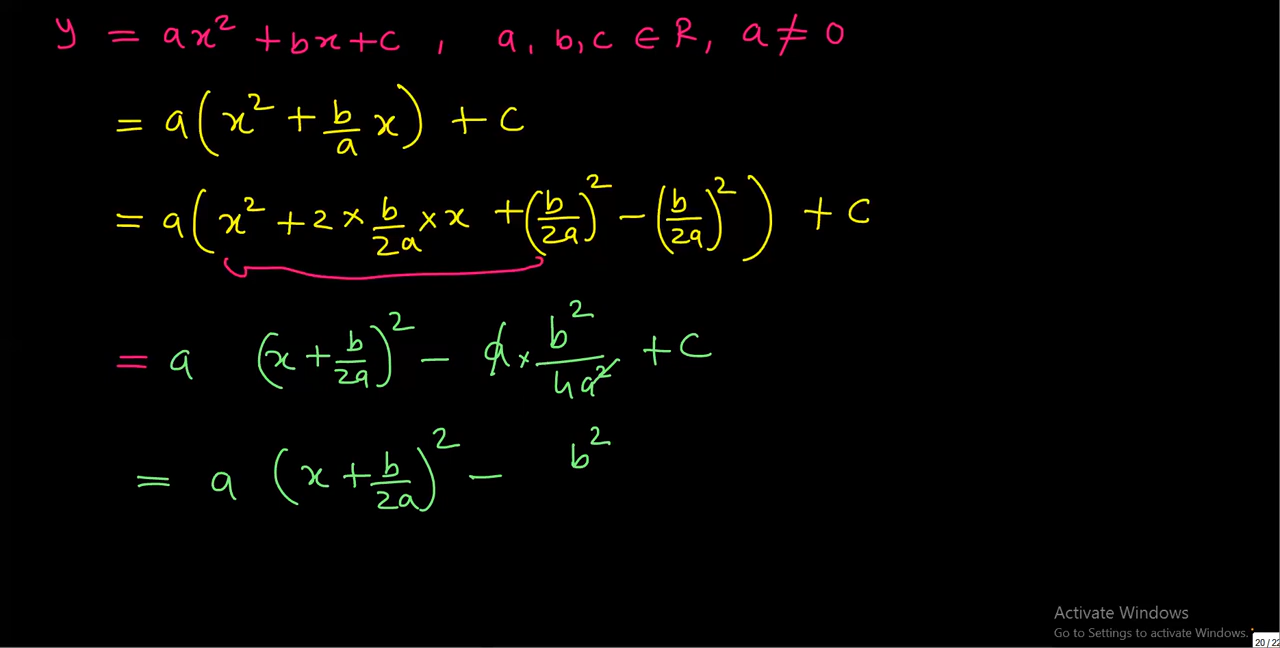 y = ax² + bx + c , a, b, c ∈ R, a ≠ 0
= a(x² + b/a x) + c
= a(x² + 2 × b/2a × x + (b/2a)² - (b/2a)²) + c
= a (x + b/2a)² - a × b²/4a² + c
= a (x + b/2a)² - b²
Activate Windows
Go to Settings to activate Windows.
20 / 22